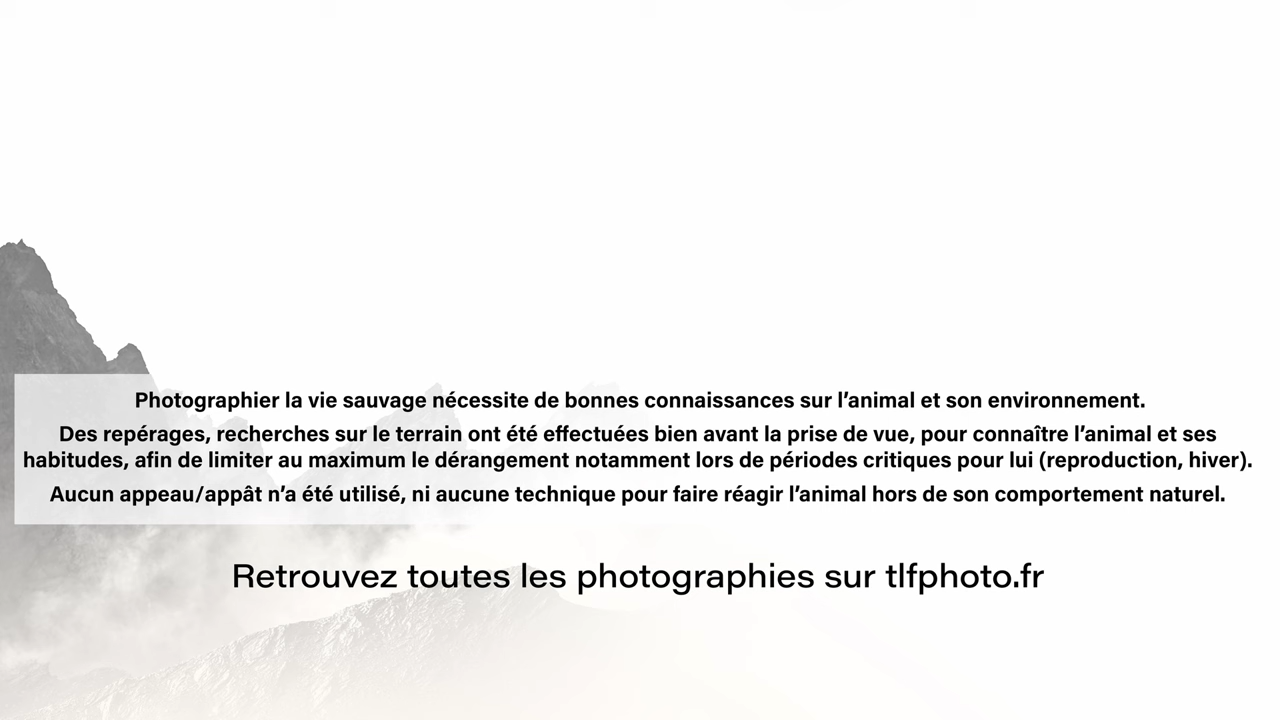 Photographier la vie sauvage nécessite de bonnes connaissances sur l’animal et son environnement.
Des repérages, recherches sur le terrain ont été effectuées bien avant la prise de vue, pour connaître l’animal et ses
habitudes, afin de limiter au maximum le dérangement notamment lors de périodes critiques pour lui (reproduction, hiver).
Aucun appeau/appât n’a été utilisé, ni aucune technique pour faire réagir l’animal hors de son comportement naturel.
Retrouvez toutes les photographies sur tlfphoto.fr